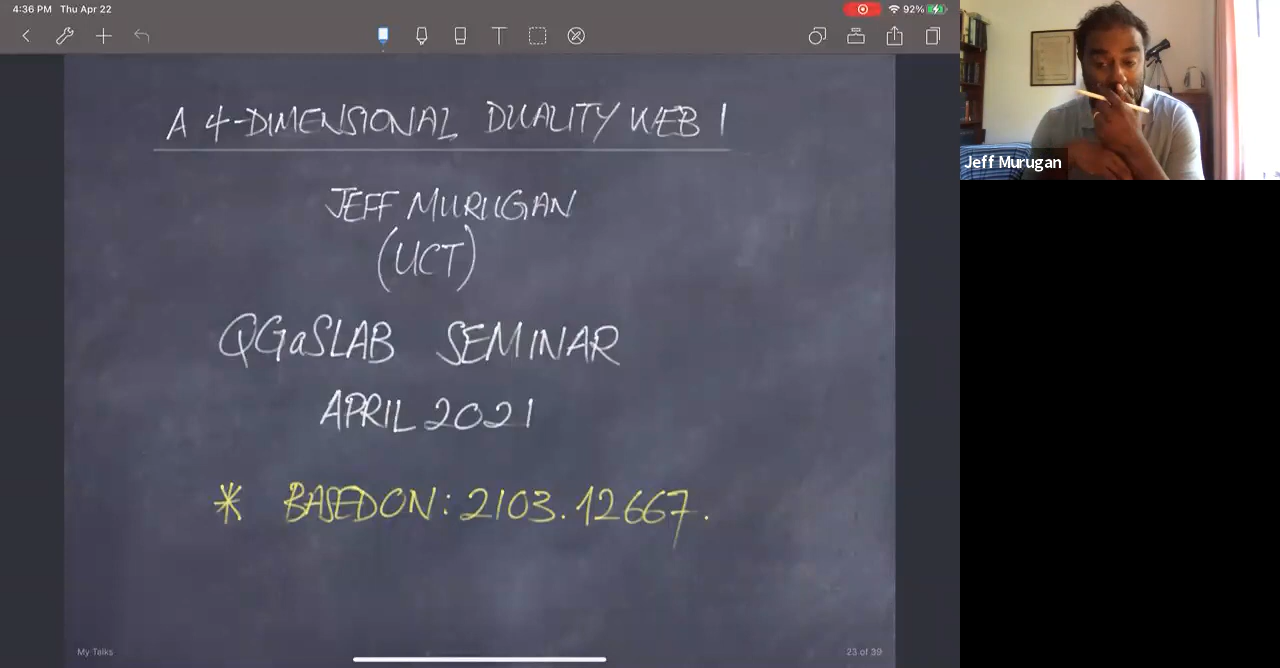 4:36 PM Thu Apr 22
92%
A 4-DIMENSIONAL DUALITY WEB 1
JEFF MURUGAN
(UCT)
QGaSLAB SEMINAR
APRIL 2021
* BASED ON: 2103.12667.
My Talks
23 of 39
Jeff Murugan